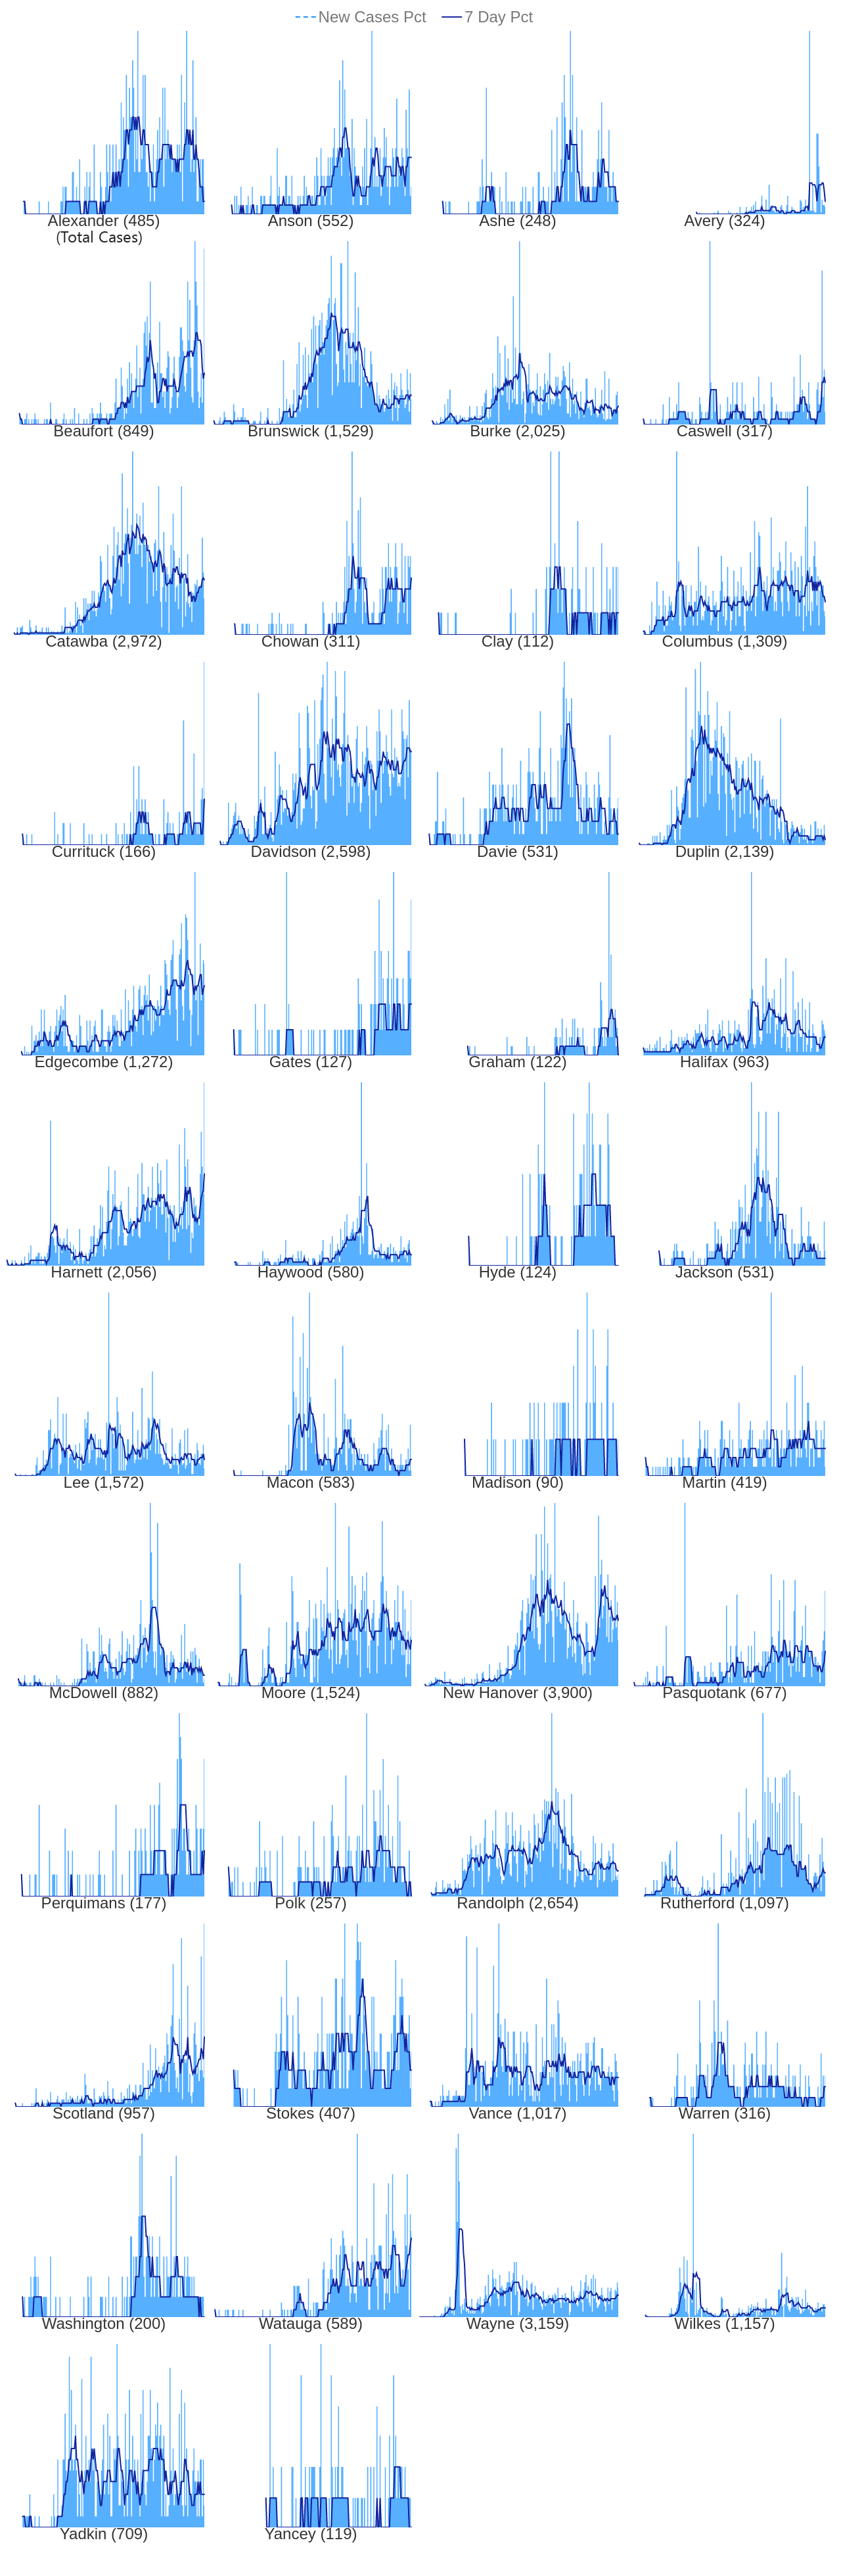 New Cases Pct 7 Day Pct
Alexander (485) Anson (552) Ashe (248) Avery (324)
(Total Cases)
Beaufort (849) Brunswick (1,529) Burke (2,025) Caswell (317)
Catawba (2,972) Chowan (311) Clay (112) Columbus (1,309)
Currituck (166) Davidson (2,598) Davie (531) Duplin (2,139)
Edgecombe (1,272) Gates (127) Graham (122) Halifax (963)
Harnett (2,056) Haywood (580) Hyde (124) Jackson (531)
Lee (1,572) Macon (583) Madison (90) Martin (419)
McDowell (882) Moore (1,524) New Hanover (3,900) Pasquotank (677)
Perquimans (177) Polk (257) Randolph (2,654) Rutherford (1,097)
Scotland (957) Stokes (407) Vance (1,017) Warren (316)
Washington (200) Watauga (589) Wayne (3,159) Wilkes (1,157)
Yadkin (709) Yancey (119)